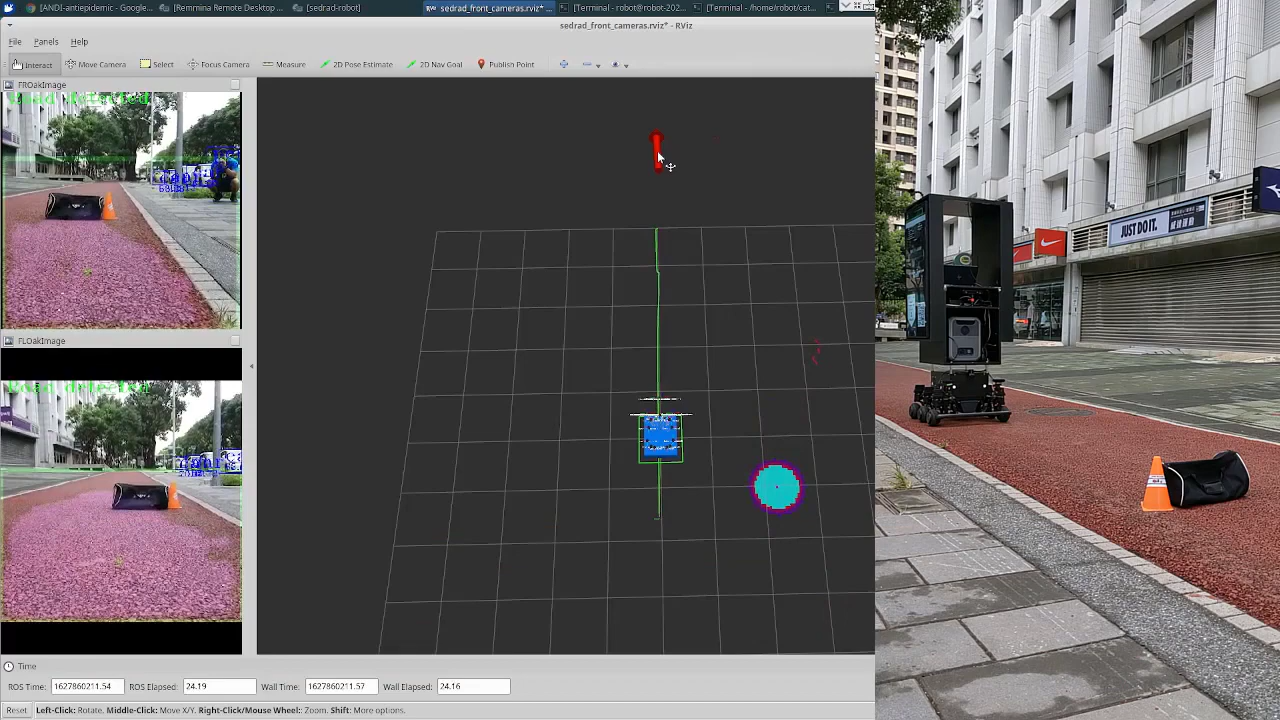 [ANDI-antiepidemic - Google...
[Remmina Remote Desktop ...
[sedrad-robot]
sedrad_front_cameras.rviz* ...
[Terminal - robot@robot-202...
[Terminal - /home/robot/cat...
sedrad_front_cameras.rviz* - RViz
File Panels Help
Interact
Move Camera
Select
Focus Camera
Measure
2D Pose Estimate
2D Nav Goal
Publish Point
FROakImage
Road detected
FLOakImage
Road detected
JUST DO IT.
Time
ROS Time: 1627860211.54 ROS Elapsed: 24.19 Wall Time: 1627860211.57 Wall Elapsed: 24.16
Reset Left-Click: Rotate. Middle-Click: Move X/Y. Right-Click/Mouse Wheel:: Zoom. Shift: More options.